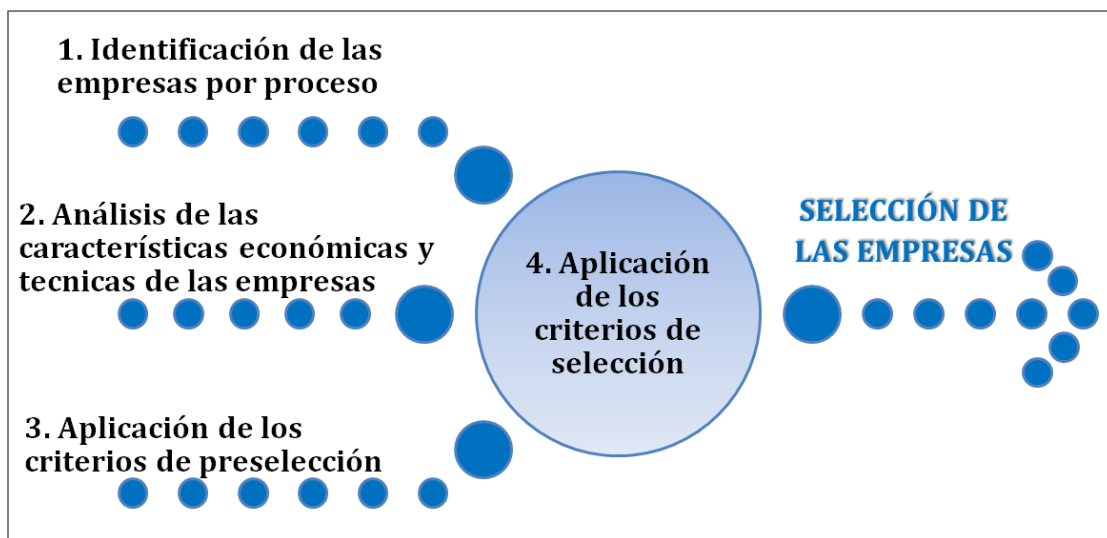 1. Identificación de las
empresas por proceso
2. Análisis de las
características económicas y
tecnicas de las empresas
3. Aplicación de los
criterios de preselección
4. Aplicación
de los
criterios de
selección
SELECCIÓN DE
LAS EMPRESAS